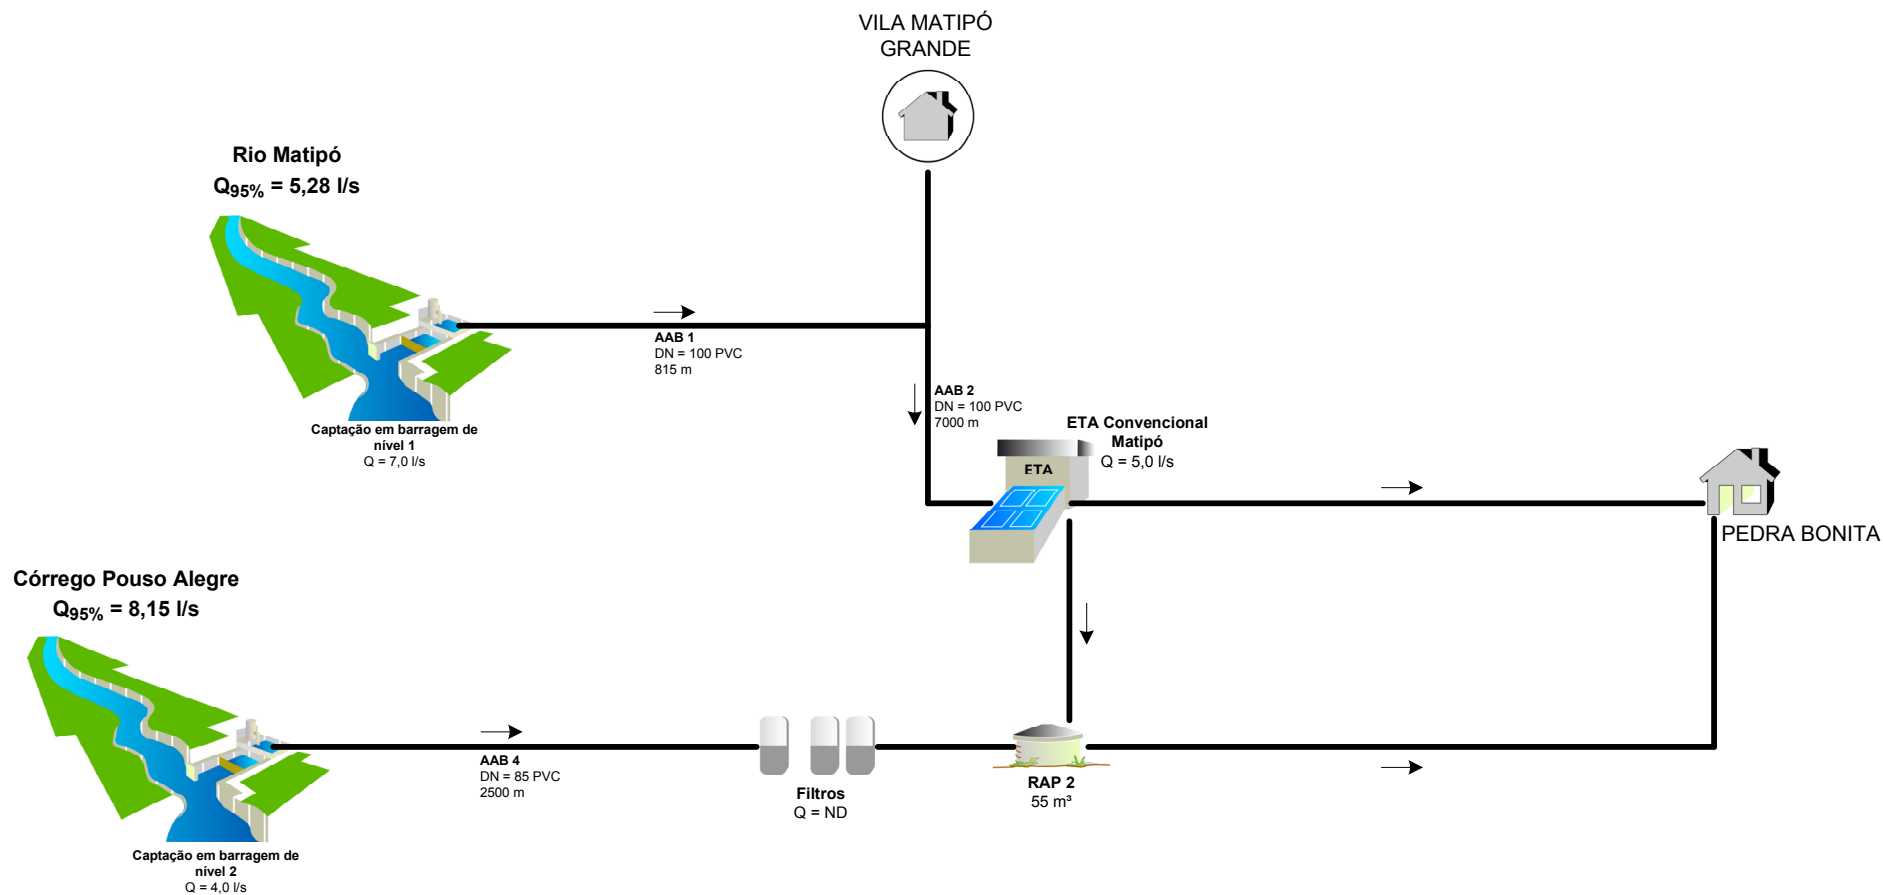 VILA MATIPÓ
GRANDE
Rio Matipó
Q95% = 5,28 l/s
AAB 1
DN = 100 PVC
815 m
AAB 2
DN = 100 PVC
7000 m
Captação em barragem de
nível 1
Q = 7,0 l/s
ETA Convencional
Matipó
Q = 5,0 l/s
ETA
PEDRA BONITA
Córrego Pouso Alegre
Q95% = 8,15 l/s
AAB 4
DN = 85 PVC
2500 m
Filtros
Q = ND
RAP 2
55 m³
Captação em barragem de
nível 2
Q = 4,0 l/s